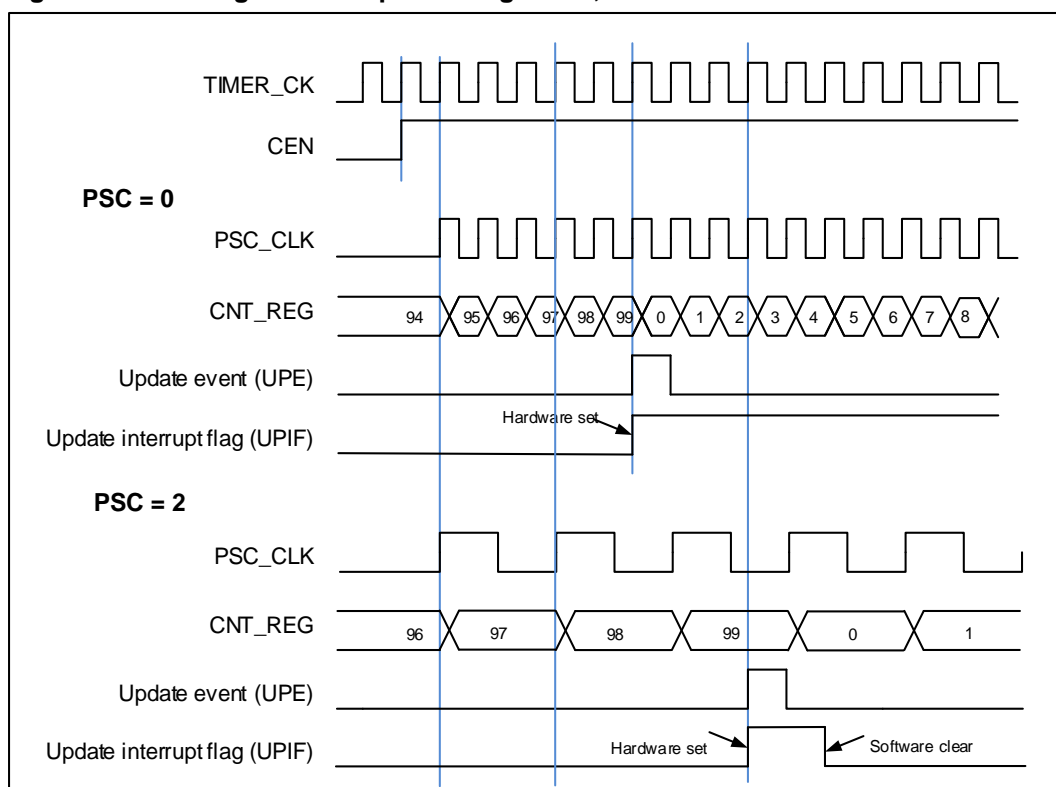 TIMER_CK
CEN
PSC = 0
PSC_CLK
CNT_REG 94 95 96 97 98 99 0 1 2 3 4 5 6 7 8
Update event (UPE)
Hardware set
Update interrupt flag (UPIF)
PSC = 2
PSC_CLK
CNT_REG 96 97 98 99 0 1
Update event (UPE)
Update interrupt flag (UPIF) Hardware set Software clear